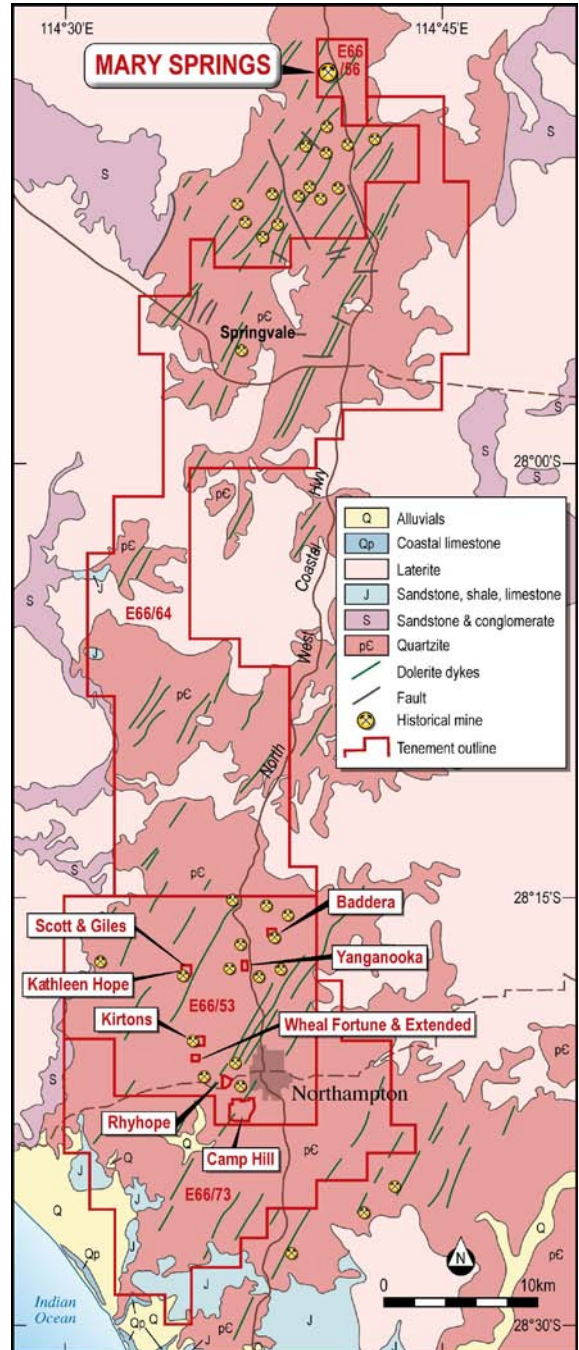 114°30'E
114°45'E
MARY SPRINGS
E66
/56
S
S
pЄ
Springvale
28°00'S
S
S
pЄ
Hwy
Coastal
West
North
pЄ
J
S
E66/64
J
pЄ
Q Alluvials
Qp Coastal limestone
Laterite
J Sandstone, shale, limestone
S Sandstone & conglomerate
pЄ Quartzite
Dolerite dykes
Fault
Historical mine
Tenement outline
S
pЄ
28°15'S
Baddera
Scott & Giles
Yanganooka
Kathleen Hope
E66/53
Kirtons
Wheal Fortune & Extended
pЄ
S
Northampton
Rhyhope
Camp Hill
Q
Q
J
pЄ
E66/73
Q
J
Q
Qp
pЄ
N
J
J
0 10km
Indian
Ocean
Qp
Q
J
Q
J
J
28°30'S